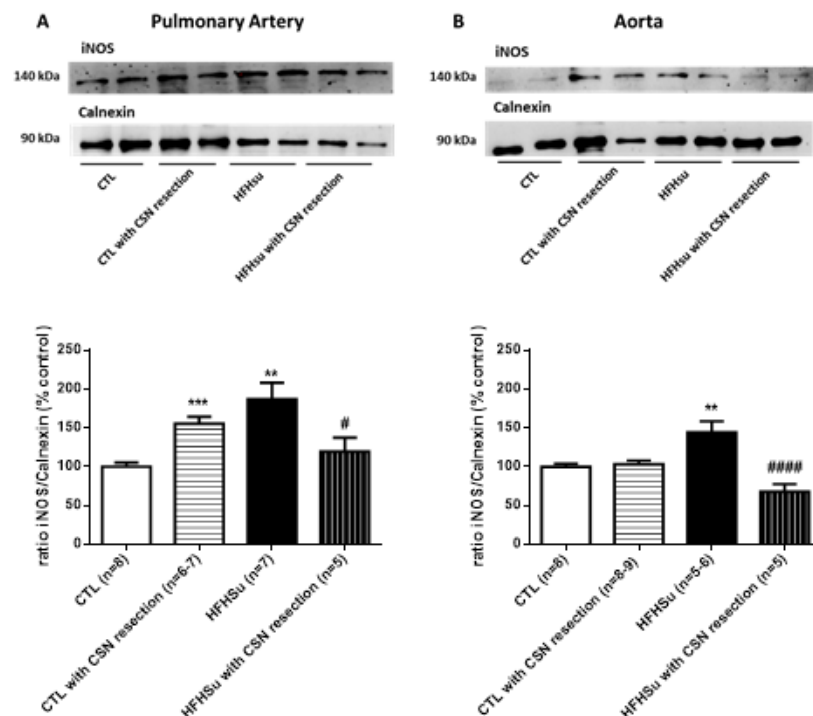 A Pulmonary Artery
iNOS
140 kDa
Calnexin
90 kDa
CTL
CTL with CSN resection
HFHsu
HFHsu with CSN resection
ratio iNOS/Calnexin (% control)
250
200
150
100
50
0
***
**
#
CTL (n=8)
CTL with CSN resection (n=6-7)
HFHSu (n=7)
HFHSu with CSN resection (n=5)
B Aorta
iNOS
140 kDa
Calnexin
90 kDa
CTL
CTL with CSN resection
HFHsu
HFHsu with CSN resection
ratio iNOS/Calnexin (% control)
250
200
150
100
50
0
**
####
CTL (n=8)
CTL with CSN resection (n=8-9)
HFHSu (n=5-6)
HFHSu with CSN resection (n=5)